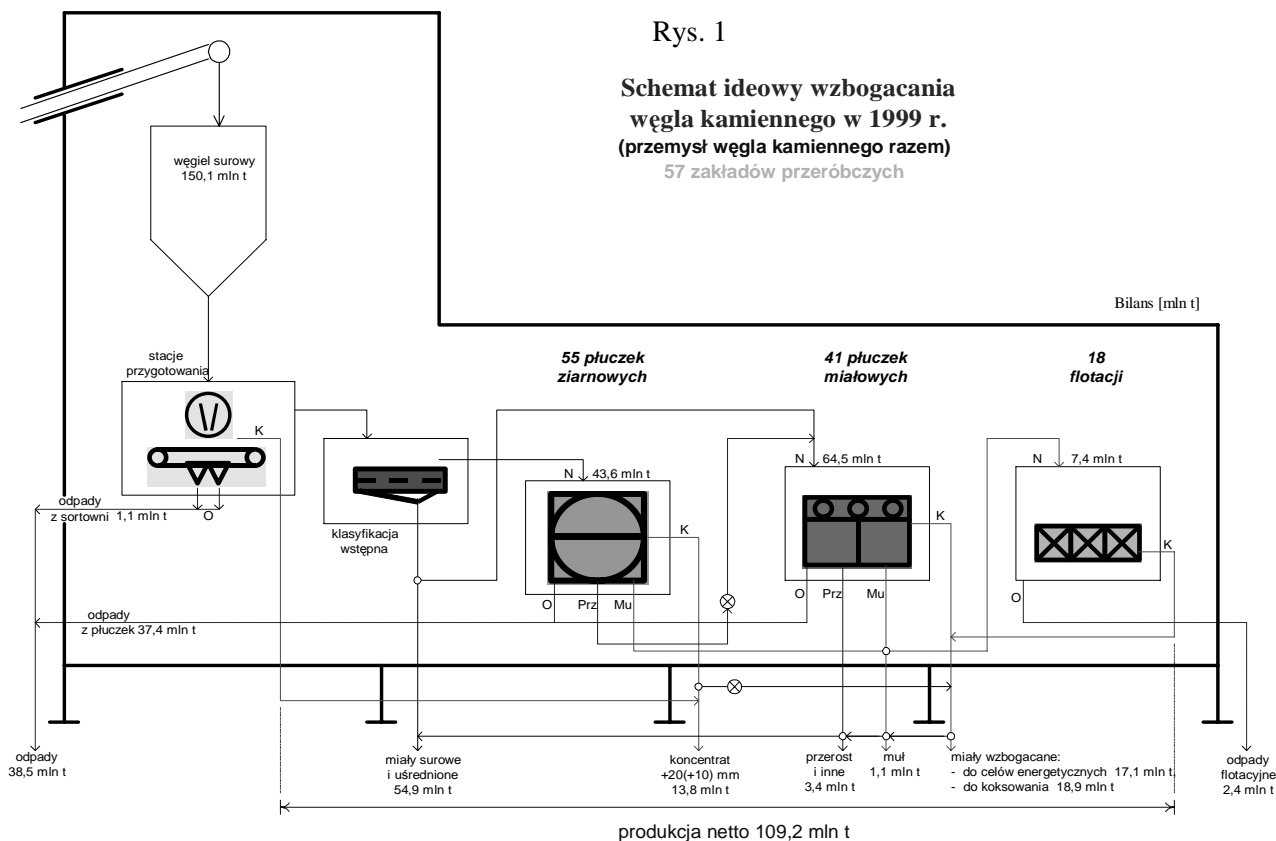 Rys. 1
Schemat ideowy wzbogacania
węgla kamiennego w 1999 r.
(przemysł węgla kamiennego razem)
57 zakładów przeróbczych
węgiel surowy
150,1 mln t
Bilans [mln t]
stacje
przygotowania
55 płuczek
ziarnowych
41 płuczek
miałowych
18
flotacji
K
N 43,6 mln t
N 64,5 mln t
N 7,4 mln t
odpady
z sortowni 1,1 mln t
O
klasyfikacja
wstępna
K
K
K
O Prz Mu
O Prz Mu
O
odpady
z płuczek 37,4 mln t
odpady
38,5 mln t
miały surowe
i uśrednione
54,9 mln t
koncentrat
+20(+10) mm
13,8 mln t
przerost
i inne
3,4 mln t
muł
1,1 mln t
miały wzbogacane:
- do celów energetycznych 17,1 mln t,
- do koksowania 18,9 mln t
odpady
flotacyjne
2,4 mln t
produkcja netto 109,2 mln t